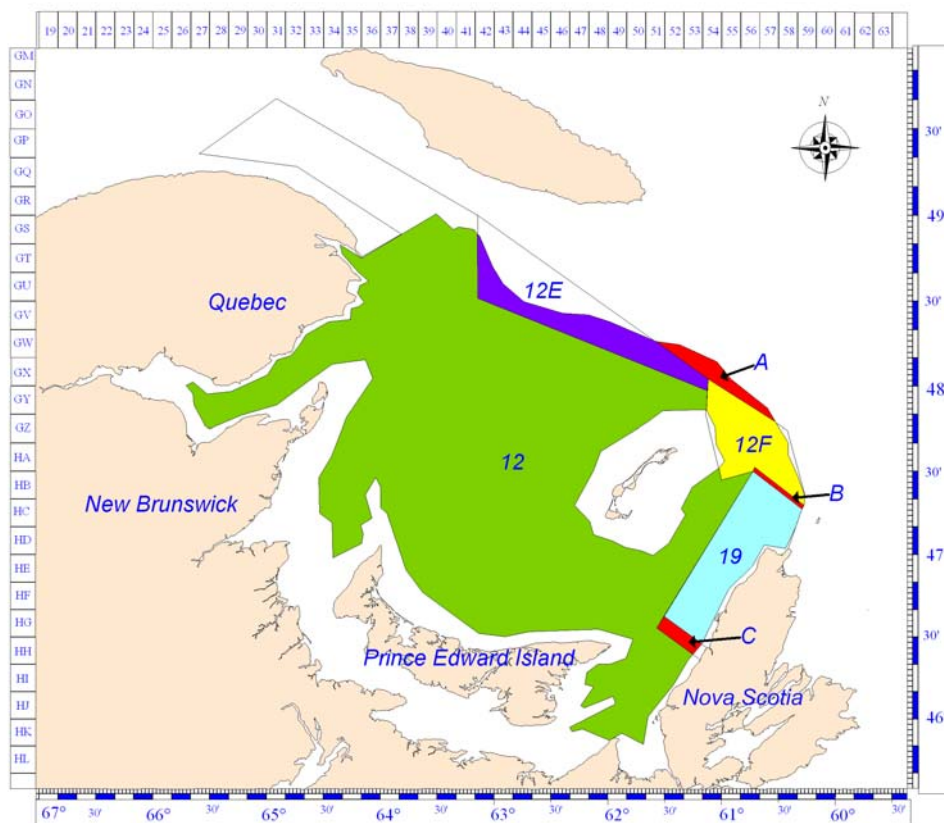 19 20 21 22 23 24 25 26 27 28 29 30 31 32 33 34 35 36 37 38 39 40 41 42 43 44 45 46 47 48 49 50 51 52 53 54 55 56 57 58 59 60 61 62 63
GM
GN
GO
GP
GQ
GR
GS
GT
GU
GV
GW
GX
GY
GZ
HA
HB
HC
HD
HE
HF
HG
HH
HI
HJ
HK
HL
N
30'
49
30'
48
30'
47
30'
46
Quebec
12E
A
12F
12
B
New Brunswick
19
C
Prince Edward Island
Nova Scotia
67° 30' 66° 30' 65° 30' 64° 30' 63° 30' 62° 30' 61° 30' 60° 30'